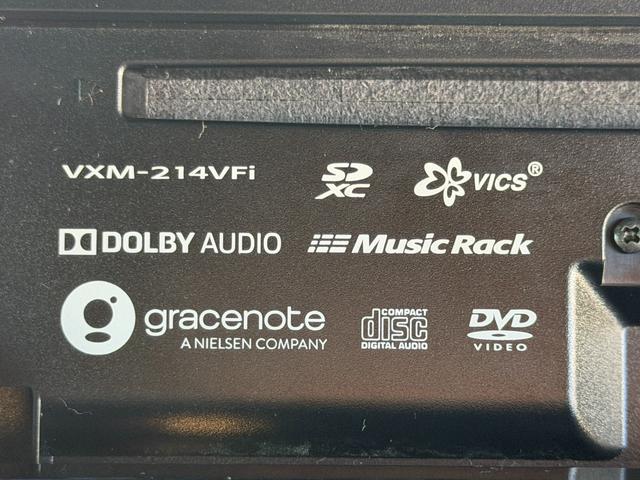 VXM-214VFi
SD XC
VICS®
DOLBY AUDIO
Music Rack
gracenote
A NIELSEN COMPANY
COMPACT
disc
DIGITAL AUDIO
DVD
VIDEO